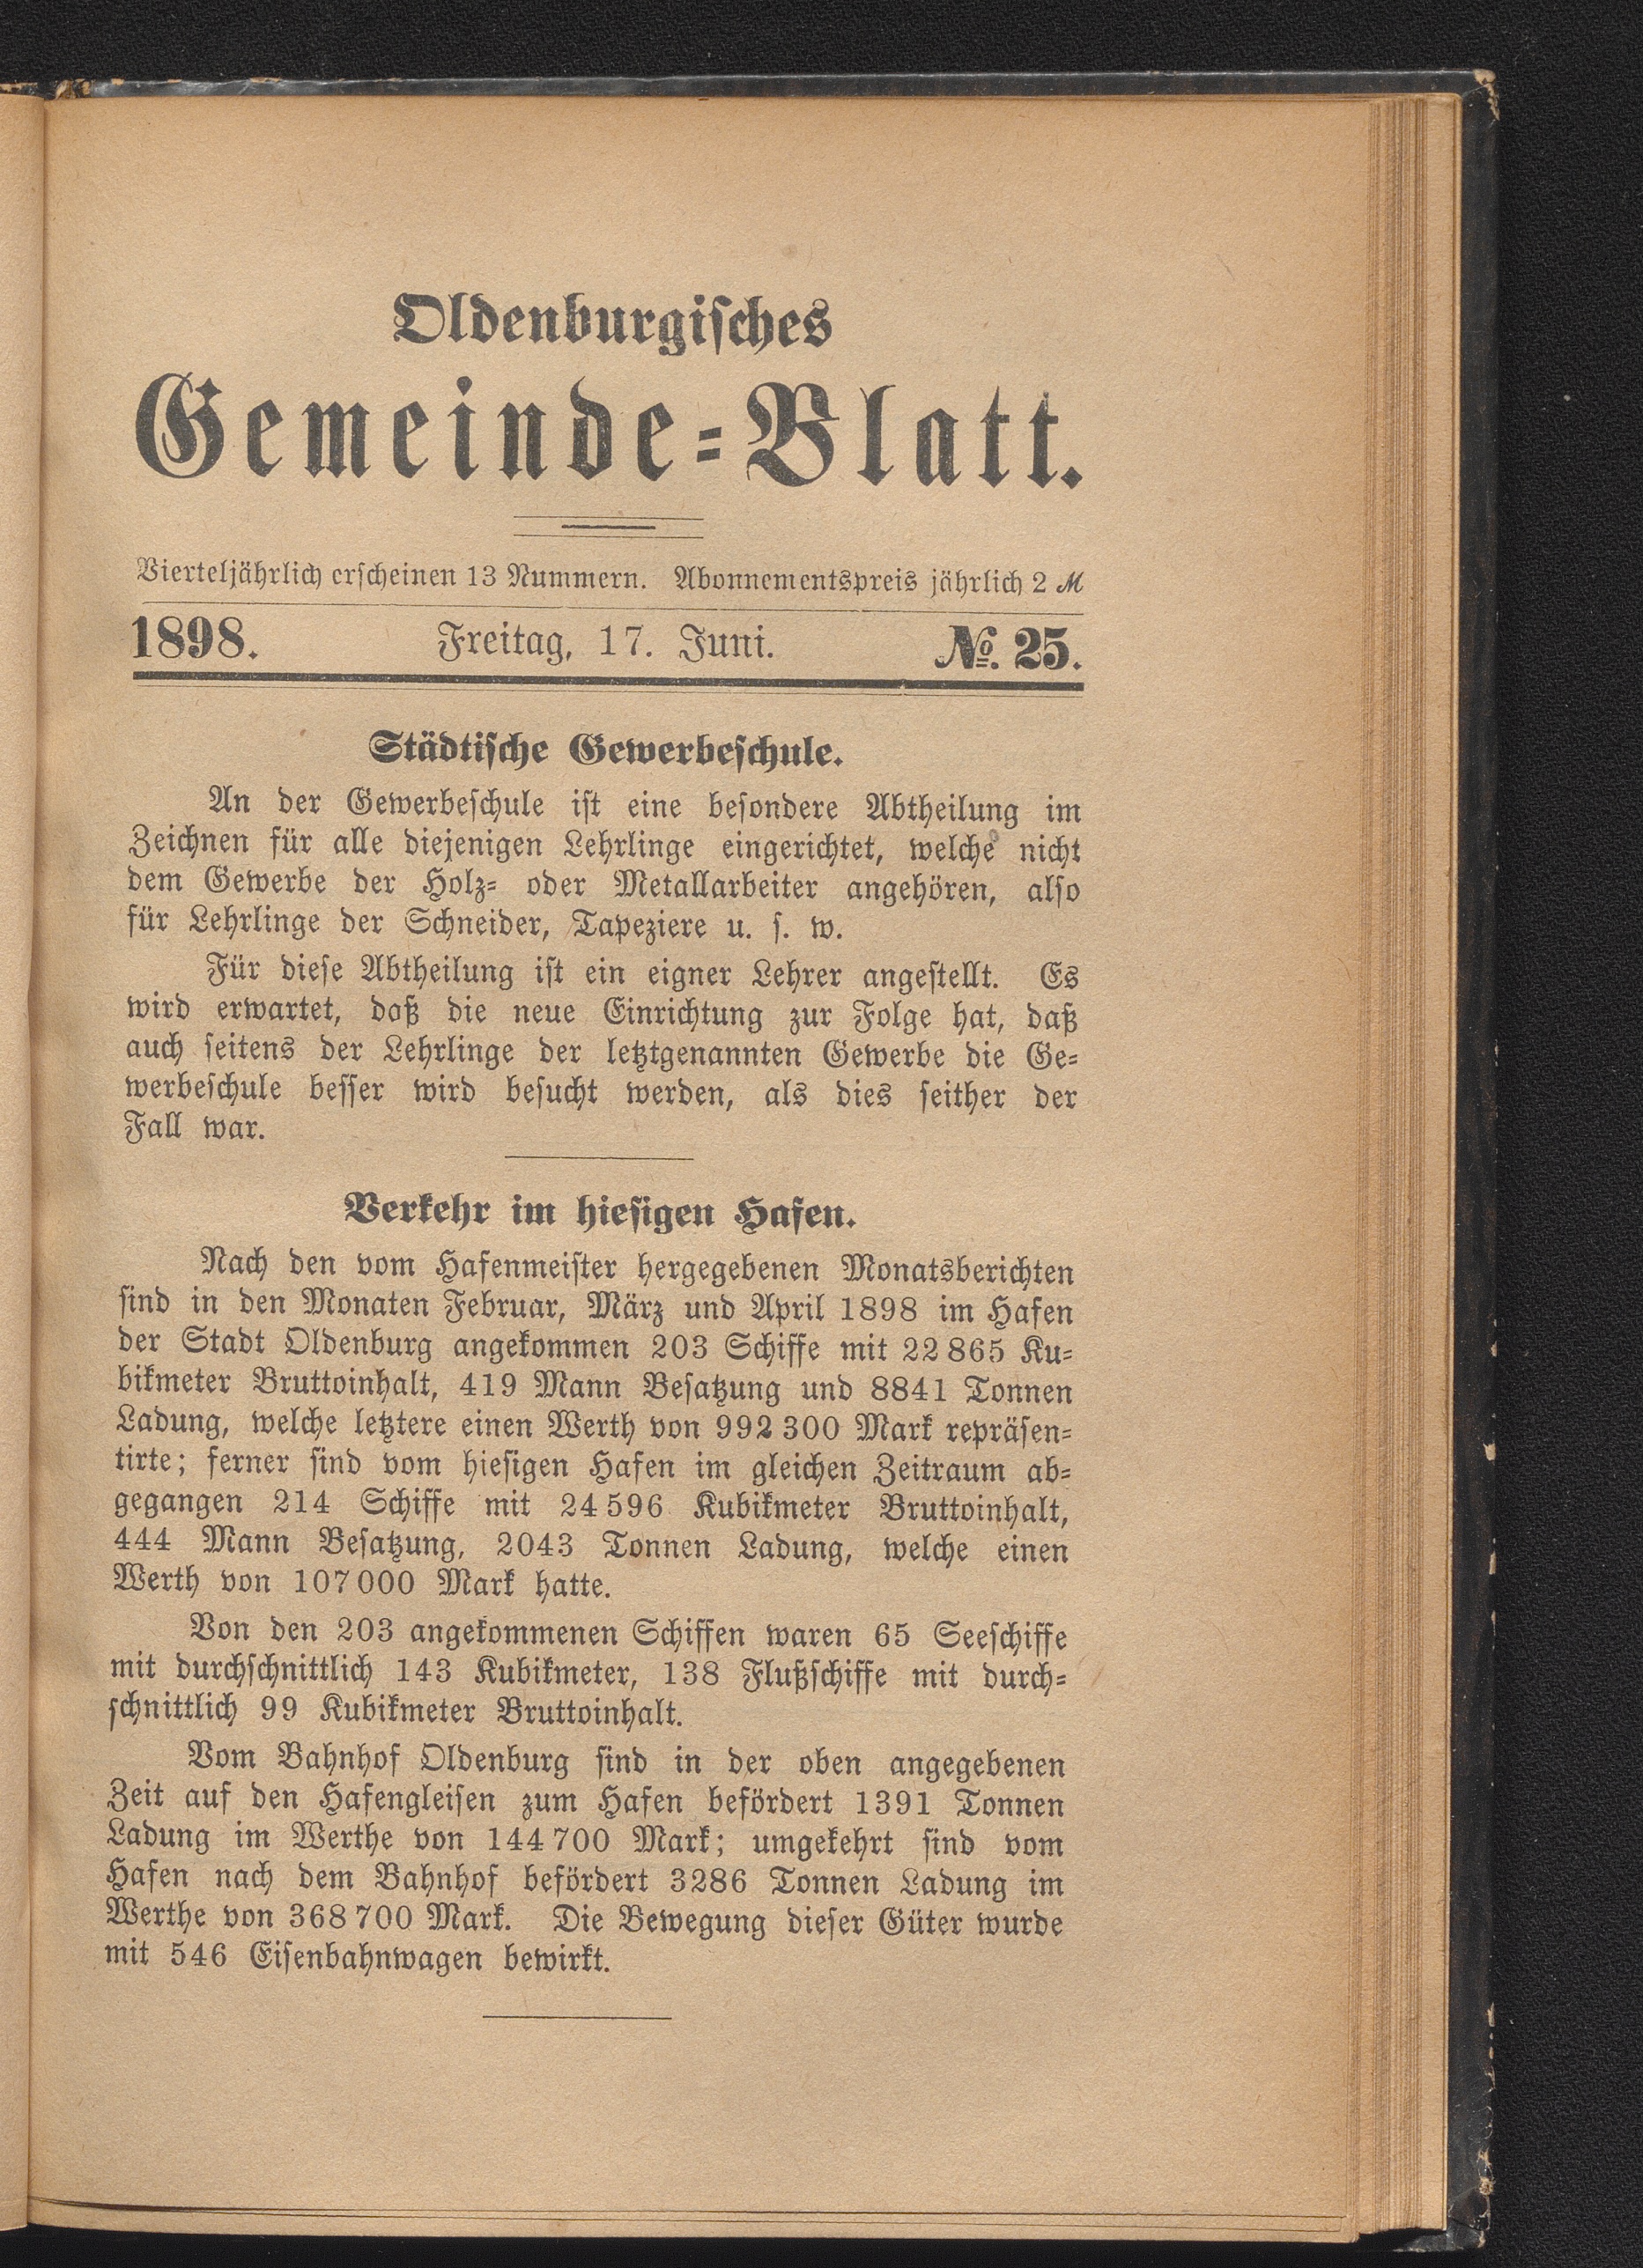 Oldenburgisches
Gemeinde-Blatt.
Vierteljährlich erscheinen 13 Nummern. Abonnementspreis jährlich 2 ℳ
1898. Freitag, 17. Juni. №. 25.
Städtische Gewerbeschule.
An der Gewerbeschule ist eine besondere Abtheilung im
Zeichnen für alle diejenigen Lehrlinge eingerichtet, welche nicht
dem Gewerbe der Holz- oder Metallarbeiter angehören, also
für Lehrlinge der Schneider, Tapeziere u. s. w.
Für diese Abtheilung ist ein eigner Lehrer angestellt. Es
wird erwartet, daß die neue Einrichtung zur Folge hat, daß
auch seitens der Lehrlinge der letztgenannten Gewerbe die Ge-
werbeschule besser wird besucht werden, als dies seither der
Fall war.
Verkehr im hiesigen Hafen.
Nach den vom Hafenmeister hergegebenen Monatsberichten
sind in den Monaten Februar, März und April 1898 im Hafen
der Stadt Oldenburg angekommen 203 Schiffe mit 22 865 Ku-
bikmeter Bruttoinhalt, 419 Mann Besatzung und 8841 Tonnen
Ladung, welche letztere einen Werth von 992 300 Mark repräsen-
tirte; ferner sind vom hiesigen Hafen im gleichen Zeitraum ab-
gegangen 214 Schiffe mit 24 596 Kubikmeter Bruttoinhalt,
444 Mann Besatzung, 2043 Tonnen Ladung, welche einen
Werth von 107 000 Mark hatte.
Von den 203 angekommenen Schiffen waren 65 Seeschiffe
mit durchschnittlich 143 Kubikmeter, 138 Flußschiffe mit durch-
schnittlich 99 Kubikmeter Bruttoinhalt.
Vom Bahnhof Oldenburg sind in der oben angegebenen
Zeit auf den Hafengleisen zum Hafen befördert 1391 Tonnen
Ladung im Werthe von 144 700 Mark; umgekehrt sind vom
Hafen nach dem Bahnhof befördert 3286 Tonnen Ladung im
Werthe von 368 700 Mark. Die Bewegung dieser Güter wurde
mit 546 Eisenbahnwagen bewirkt.